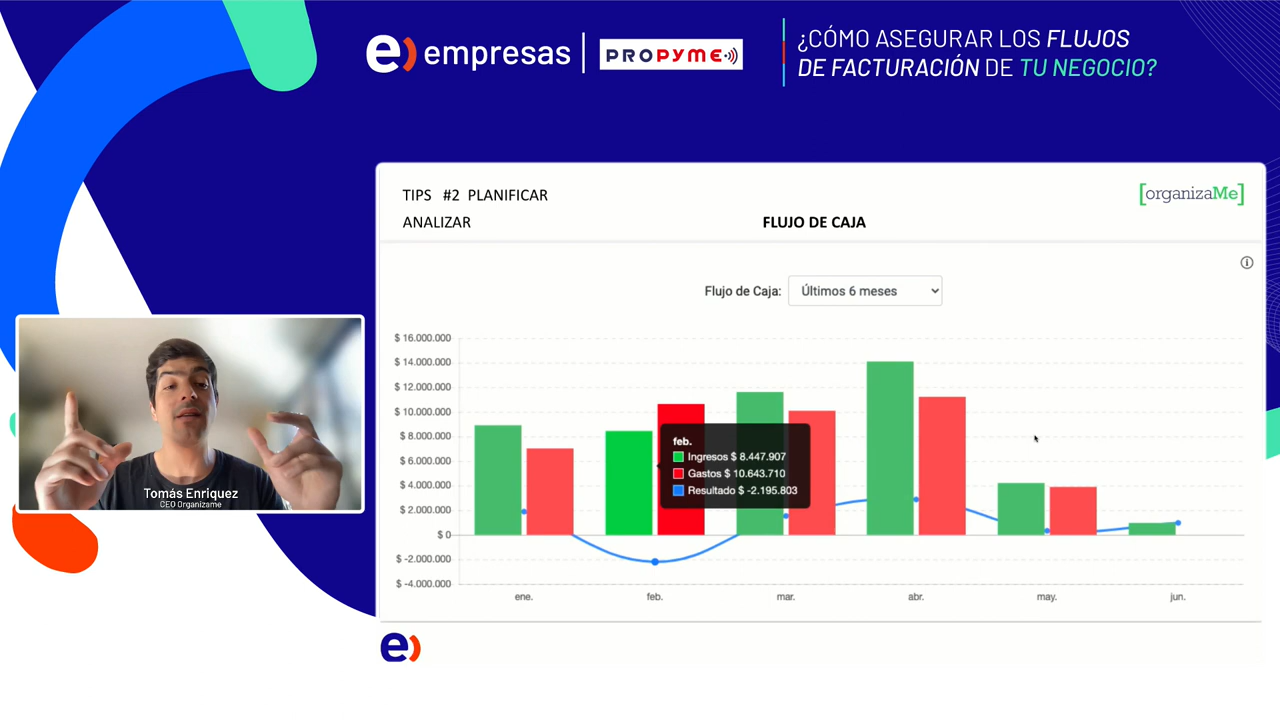 e) empresas
PROPYME
¿CÓMO ASEGURAR LOS FLUJOS
DE FACTURACIÓN DE TU NEGOCIO?
TIPS #2 PLANIFICAR
[organizaMe]
ANALIZAR
FLUJO DE CAJA
Flujo de Caja:
Últimos 6 meses
$ 16.000.000
$ 14.000.000
$ 12.000.000
$ 10.000.000
$ 8.000.000
$ 6.000.000
$ 4.000.000
$ 2.000.000
$ 0
$ -2.000.000
$ -4.000.000
feb.
Ingresos $ 8.447.907
Gastos $ 10.643.710
Resultado $ -2.195.803
ene.
feb.
mar.
abr.
may.
jun.
Tomás Enriquez
CEO Organizame
e)